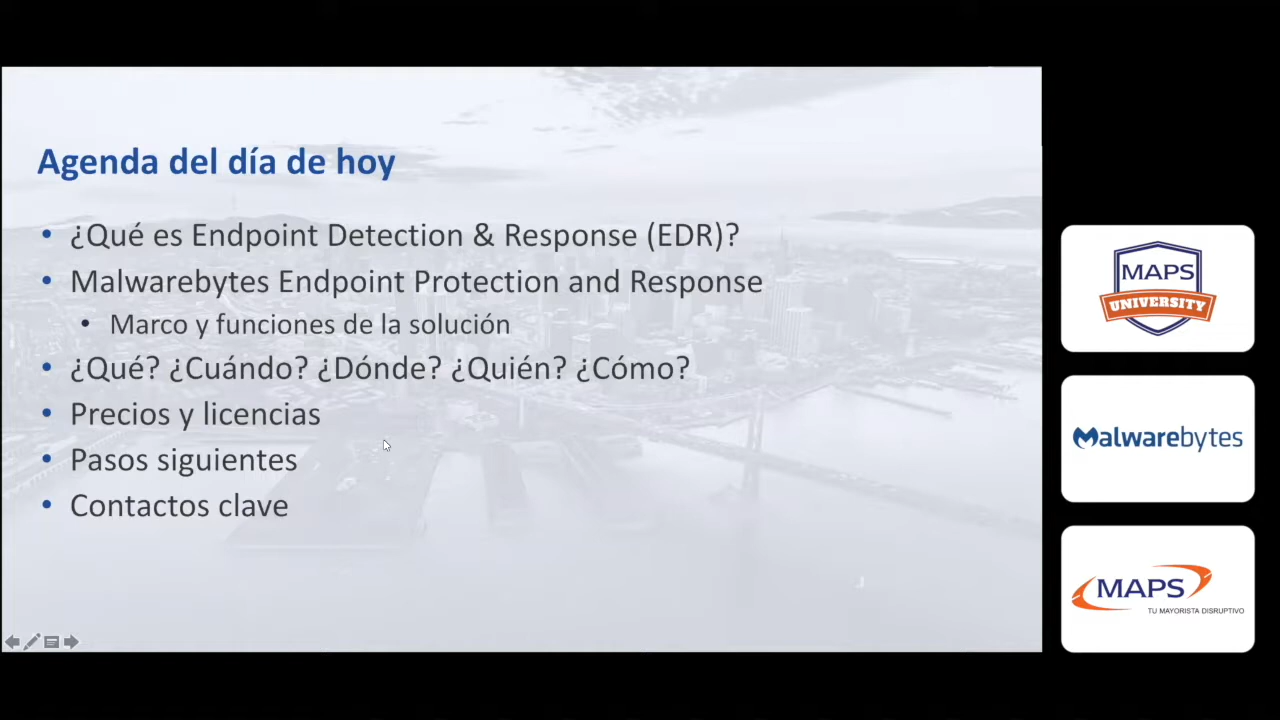 Agenda del día de hoy
• ¿Qué es Endpoint Detection & Response (EDR)?
• Malwarebytes Endpoint Protection and Response
• Marco y funciones de la solución
• ¿Qué? ¿Cuándo? ¿Dónde? ¿Quién? ¿Cómo?
• Precios y licencias
• Pasos siguientes
• Contactos clave
MAPS
UNIVERSITY
Malwarebytes
MAPS
TU MAYORISTA DISRUPTIVO